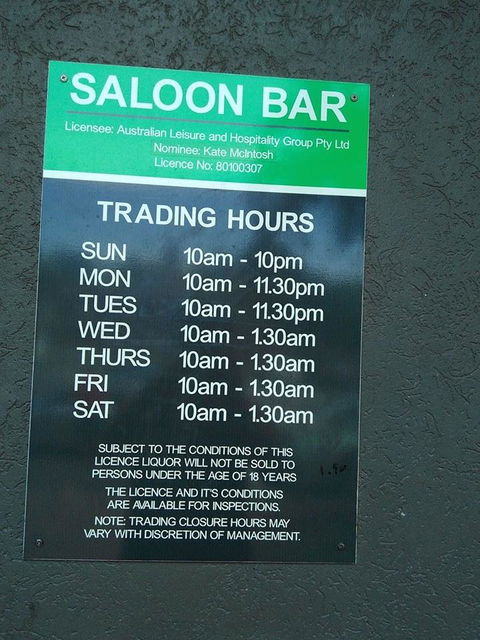 SALOON BAR
Licensee: Australian Leisure and Hospitality Group Pty Ltd
Nominee: Kate McIntosh
Licence No: 80100307
TRADING HOURS
SUN 10am - 10pm
MON 10am - 11.30pm
TUES 10am - 11.30pm
WED 10am - 1.30am
THURS 10am - 1.30am
FRI 10am - 1.30am
SAT 10am - 1.30am
SUBJECT TO THE CONDITIONS OF THIS
LICENCE LIQUOR WILL NOT BE SOLD TO
PERSONS UNDER THE AGE OF 18 YEARS
THE LICENCE AND IT'S CONDITIONS
ARE AVAILABLE FOR INSPECTIONS.
NOTE: TRADING CLOSURE HOURS MAY
VARY WITH DISCRETION OF MANAGEMENT.